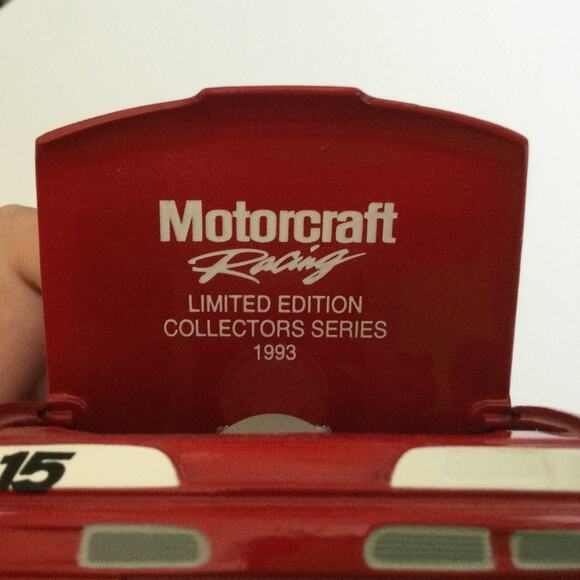 Motorcraft
Racing
LIMITED EDITION
COLLECTORS SERIES
1993
15